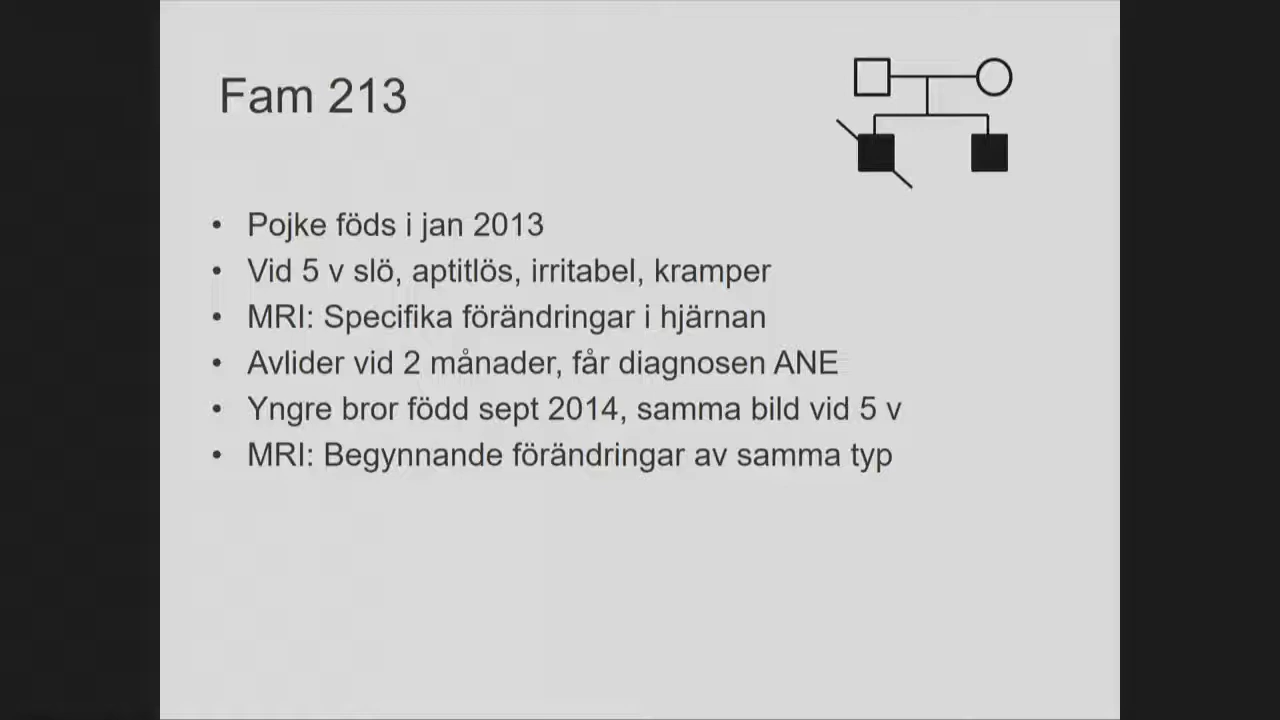 Fam 213
• Pojke föds i jan 2013
• Vid 5 v slö, aptitlös, irritabel, kramper
• MRI: Specifika förändringar i hjärnan
• Avlider vid 2 månader, får diagnosen ANE
• Yngre bror född sept 2014, samma bild vid 5 v
• MRI: Begynnande förändringar av samma typ